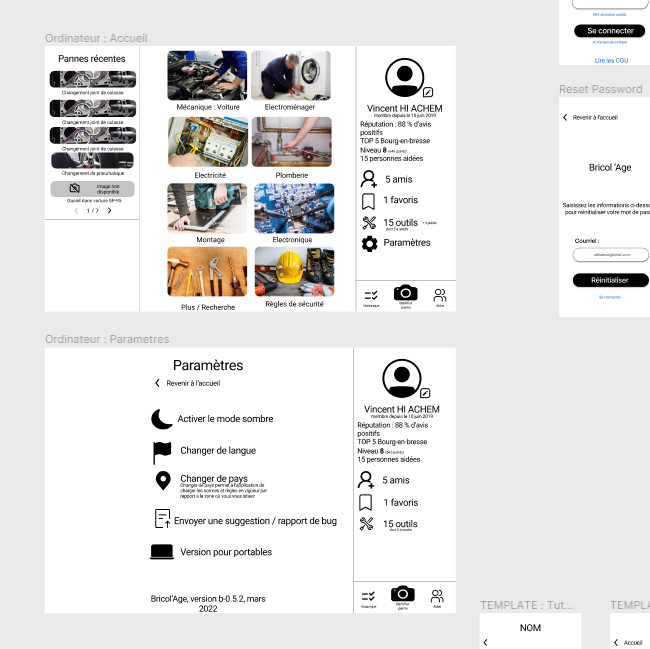 Mot de passe oublié
Se connecter
Je n'ai pas de compte
Lire les CGU
Ordinateur : Accueil
Pannes récentes
Changement joint de culasse
Changement joint de culasse
Changement joint de culasse
Changement de pneumatique
Image non
disponible
Gasoil dans voiture SP-95
1 / 7
Mécanique : Voiture
Electroménager
Electricité
Plomberie
Montage
Electronique
Plus / Recherche
Règles de sécurité
Vincent HI ACHEM
membre depuis le 10 juin 2019
Réputation : 88 % d'avis
positifs
TOP 5 Bourg-en-bresse
Niveau 8
15 personnes aidées
5 amis
1 favoris
15 outils
Paramètres
Historique
Identifier
panne
Aider
Reset Password
Revenir à l'accueil
Bricol 'Age
Saisissez les informations ci-desso
pour réinitialiser votre mot de pas
Courriel :
utilisateur@email.com
Réinitialiser
Se connecter
Ordinateur : Parametres
Paramètres
Revenir à l'accueil
Activer le mode sombre
Changer de langue
Changer de pays
Changer de pays permet à l'application de
charger les normes et règles en vigueur par
rapport à la zone où vous vous situez
Envoyer une suggestion / rapport de bug
Version pour portables
Bricol'Age, version b-0.5.2, mars
2022
Vincent HI ACHEM
membre depuis le 10 juin 2019
Réputation : 88 % d'avis
positifs
TOP 5 Bourg-en-bresse
Niveau 8
15 personnes aidées
5 amis
1 favoris
15 outils
Historique
Identifier
panne
Aider
TEMPLATE : Tut...
NOM
TEMPLA
Accueil